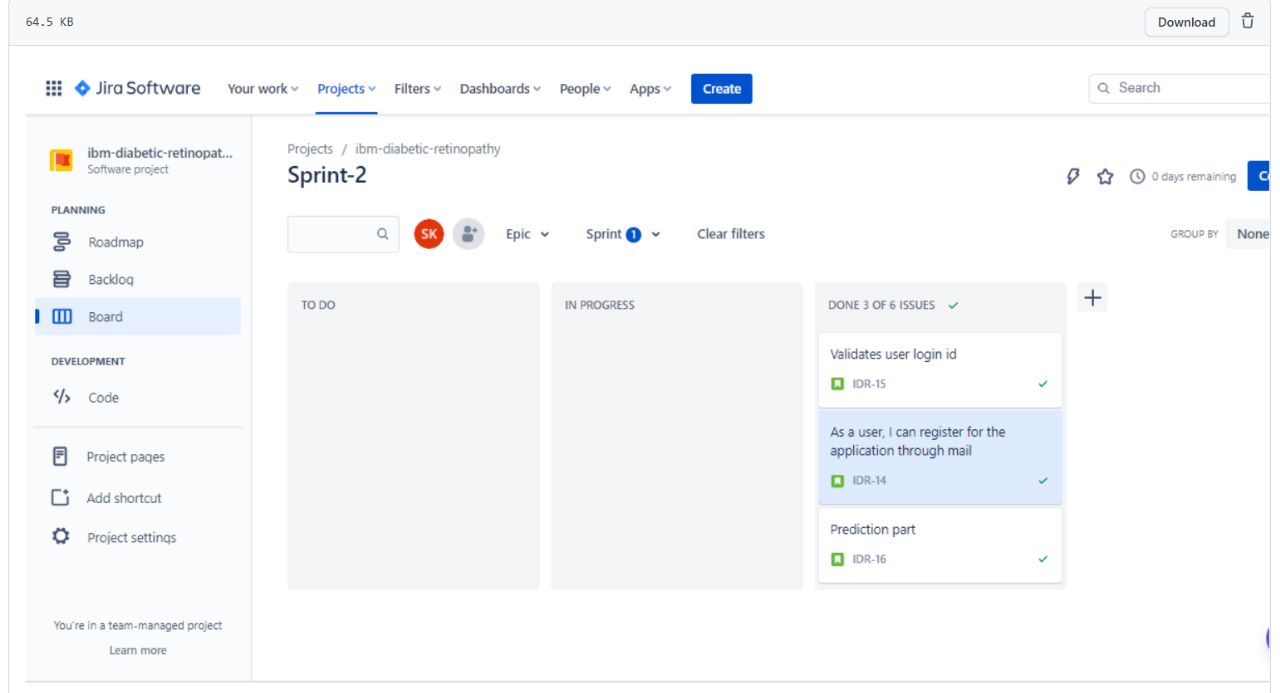 64.5 KB
Download
Jira Software
Your work
Projects
Filters
Dashboards
People
Apps
Create
Search
ibm-diabetic-retinopat...
Software project
PLANNING
Roadmap
Backlog
Board
DEVELOPMENT
Code
Project pages
Add shortcut
Project settings
You're in a team-managed project
Learn more
Projects / ibm-diabetic-retinopathy
Sprint-2
0 days remaining
SK
Epic
Sprint 1
Clear filters
GROUP BY
None
TO DO
IN PROGRESS
DONE 3 OF 6 ISSUES
Validates user login id
IDR-15
As a user, I can register for the
application through mail
IDR-14
Prediction part
IDR-16